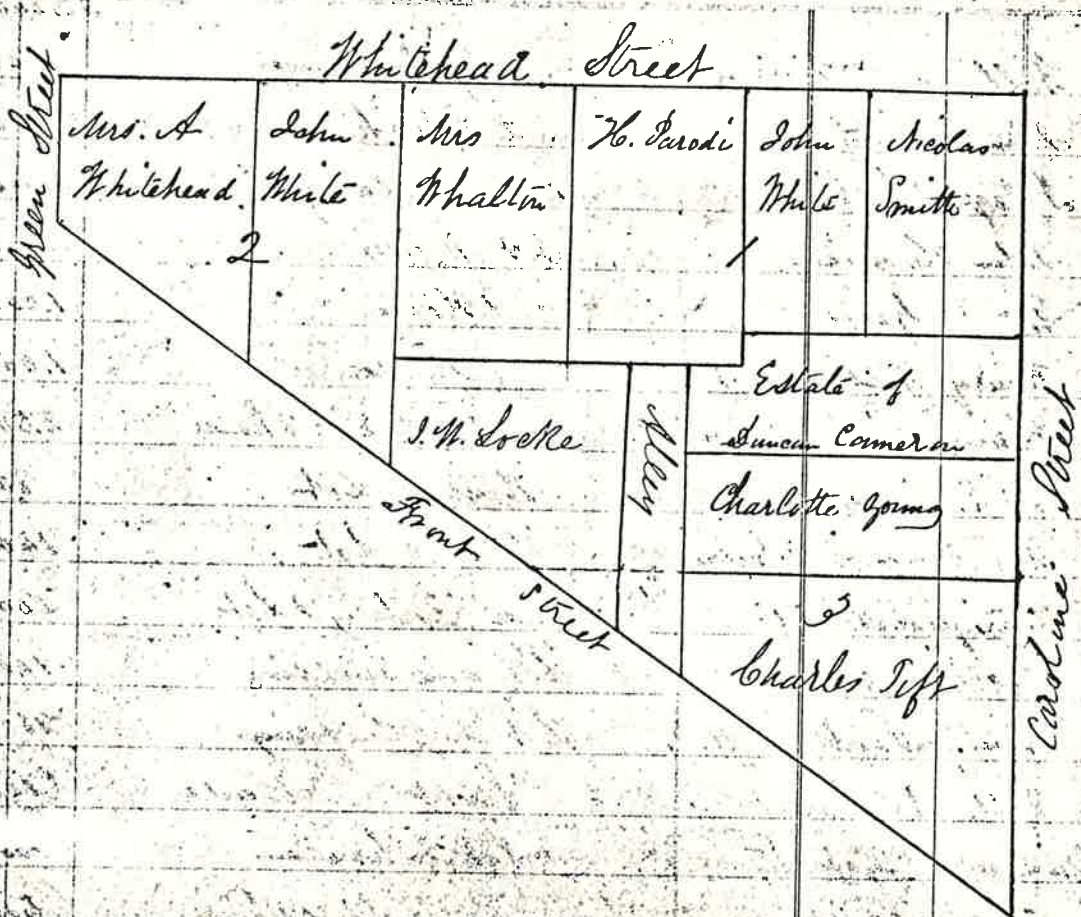 Whitehead Street
Green Street
Mrs. A
Whitehead.
2
John
White
Mrs
Whalton
H. Parodi
1
John
White
Nicolas
Smith
J. W. Locke
Alley
Estate of
Duncan Cameron
Charlotte Young
3
Charles Tift
Front Street
Caroline Street